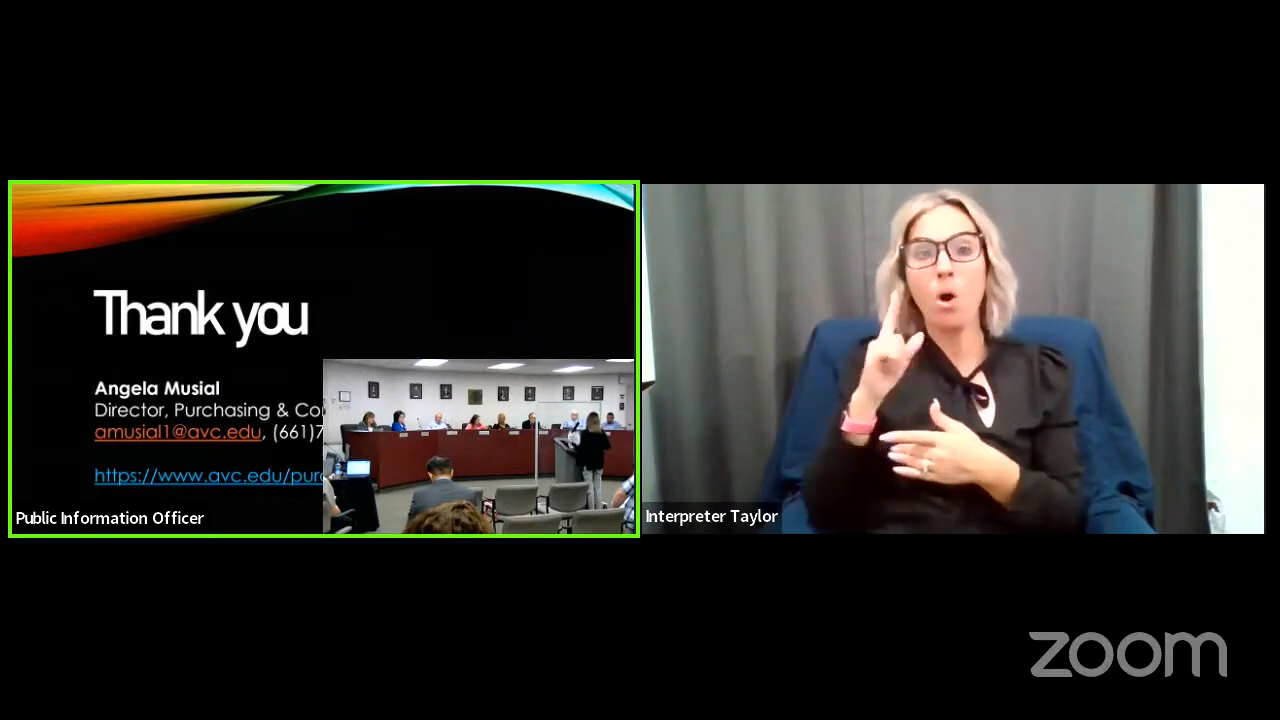 Thank you
Angela Musial
Director, Purchasing &
amusial1@avc.edu, (661)7
https://www.avc.edu/pur
Public Information Officer
Interpreter Taylor
zoom